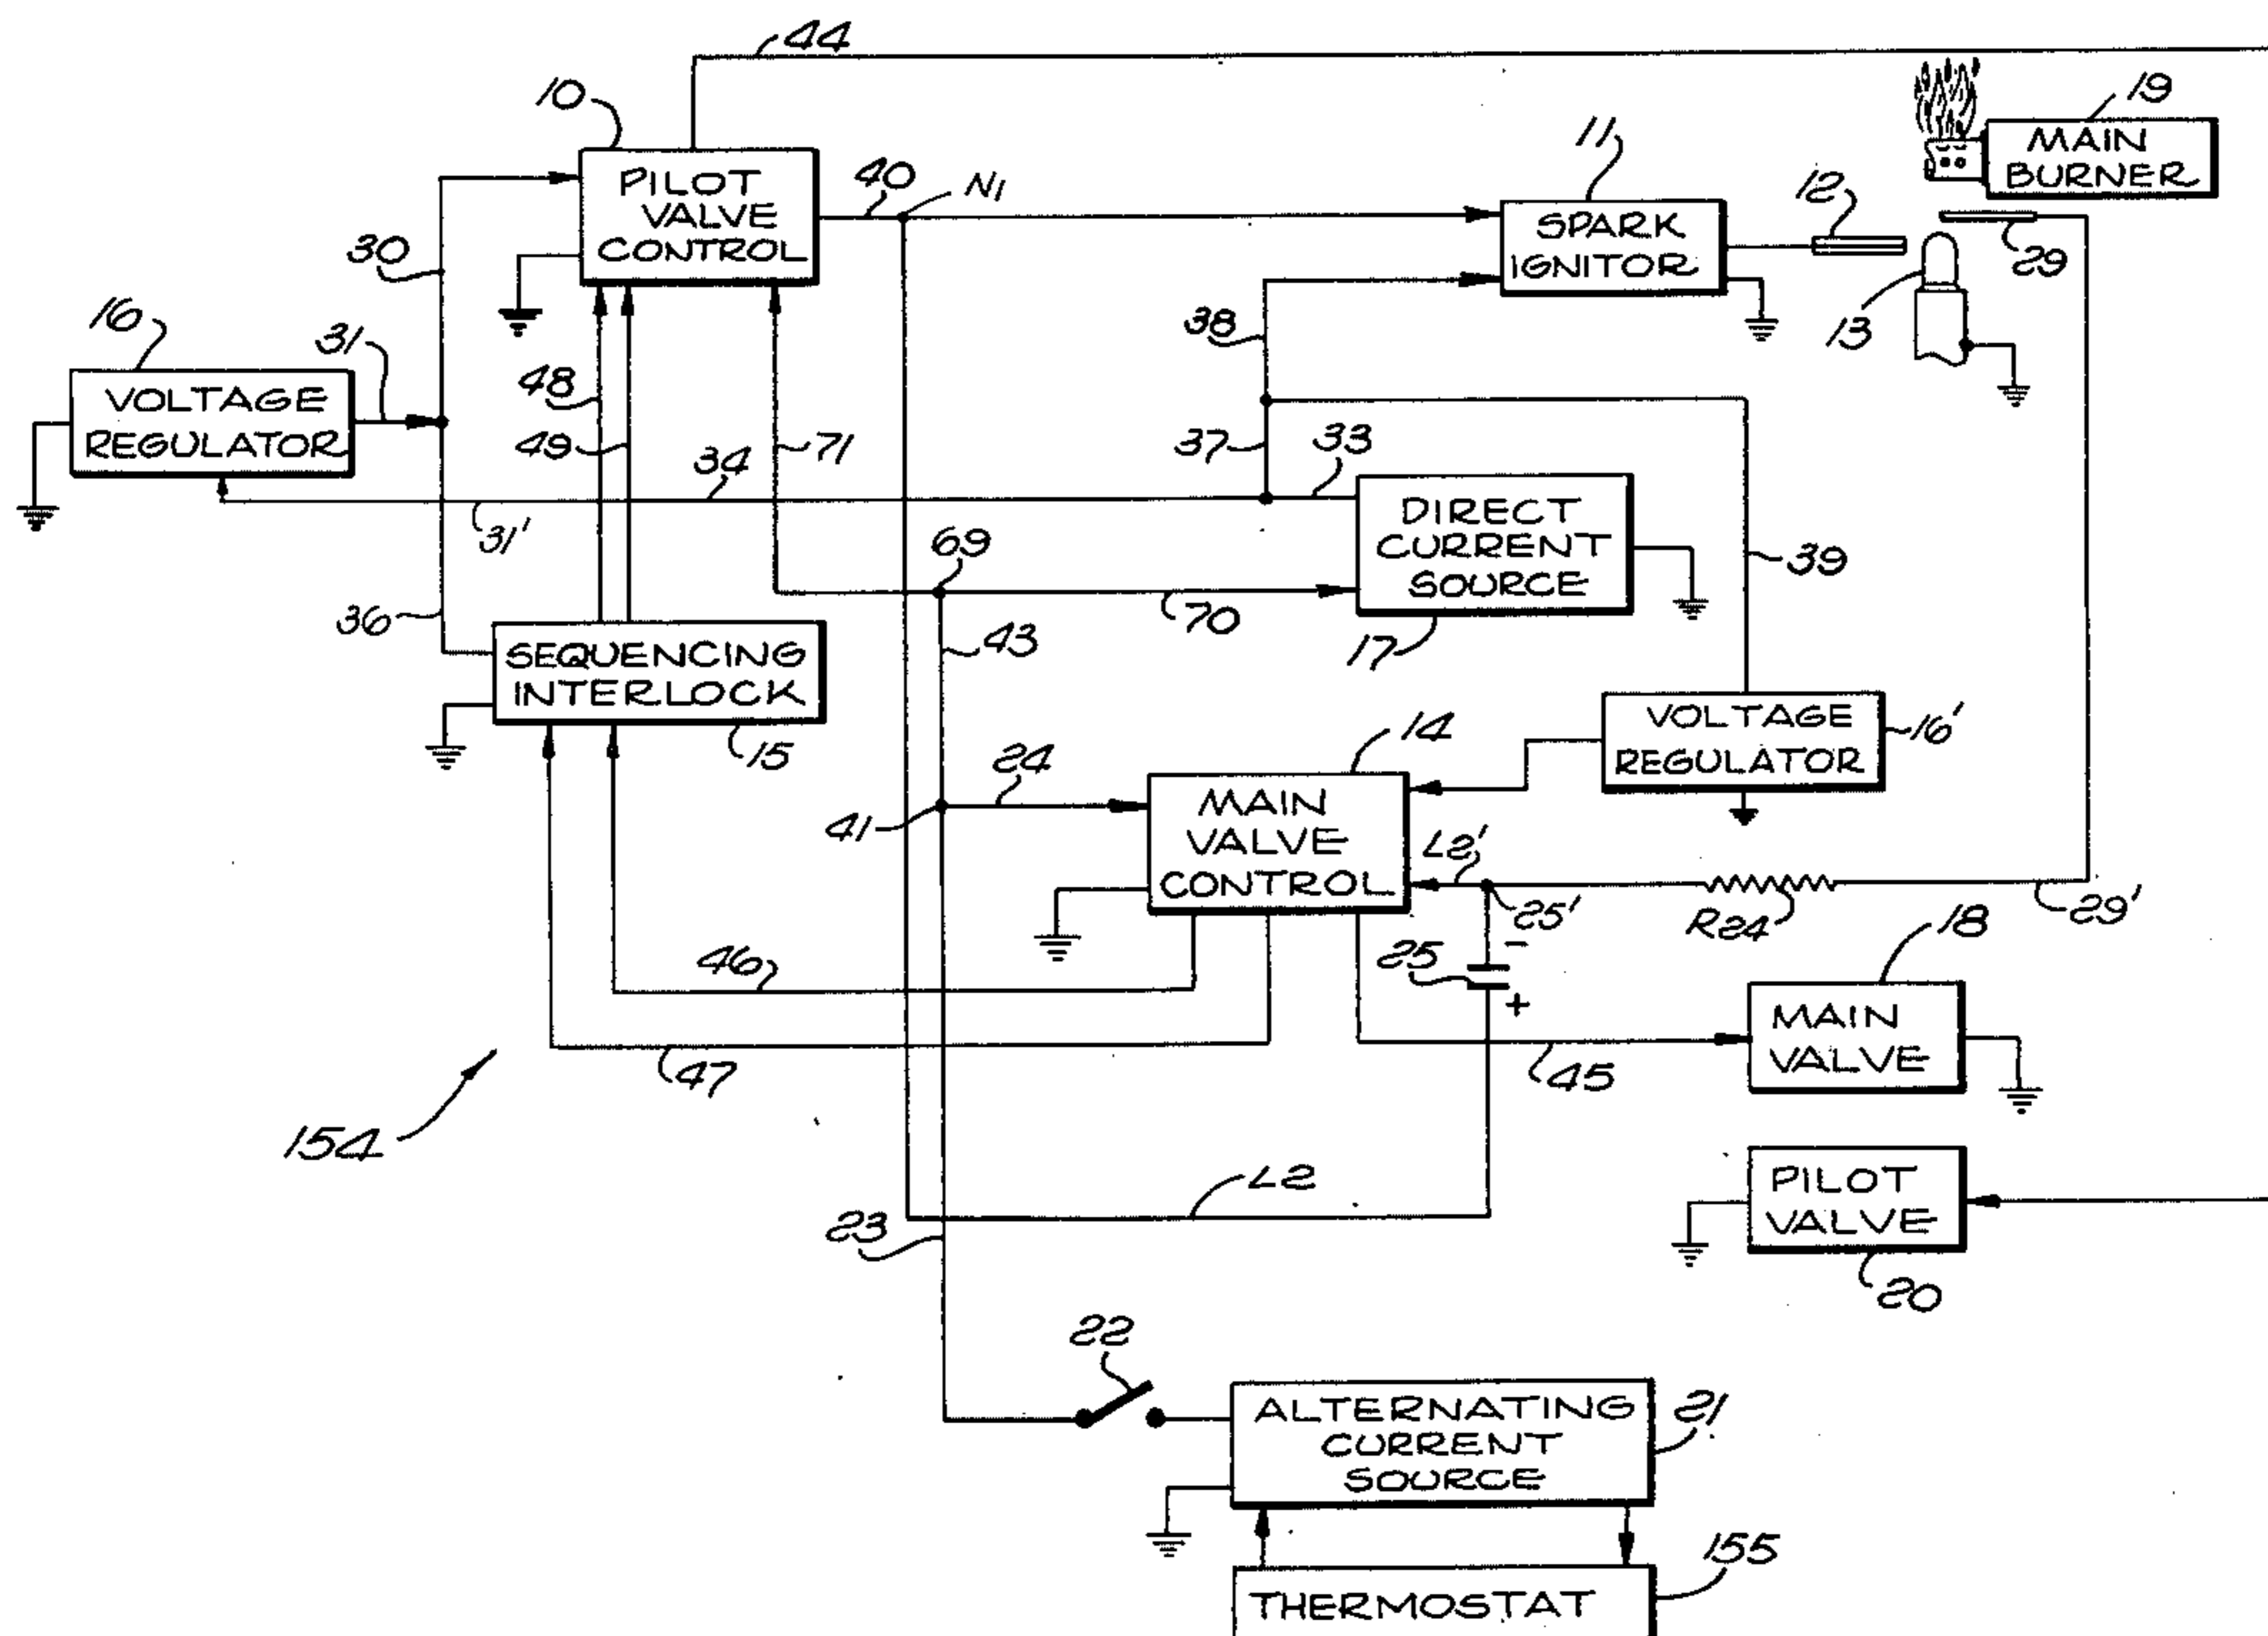 44
10
19
11
MAIN
BURNER
PILOT
VALVE
CONTROL
40
N1
12
SPARK
IGNITOR
30
29
16
31
38
13
VOLTAGE
REGULATOR
48
49
34
71
37
33
31'
DIRECT
CURRENT
SOURCE
69
39
36
70
43
17
SEQUENCING
INTERLOCK
15
VOLTAGE
REGULATOR
16'
24
14
41
MAIN
VALVE
CONTROL
L2'
25'
R24
29'
46
25
-
+
18
MAIN
VALVE
47
45
154
L2
PILOT
VALVE
23
20
22
ALTERNATING
CURRENT
SOURCE
21
155
THERMOSTAT